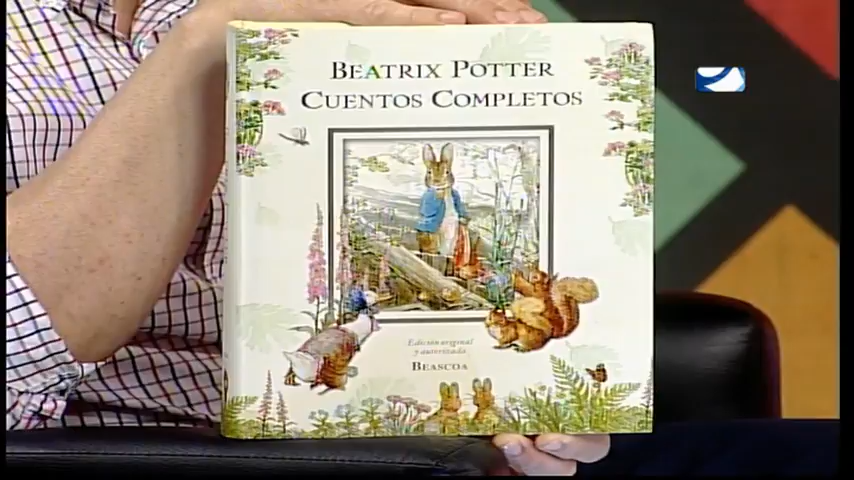 BEATRIX POTTER
CUENTOS COMPLETOS
Edición original
y autorizada
BEASCOA